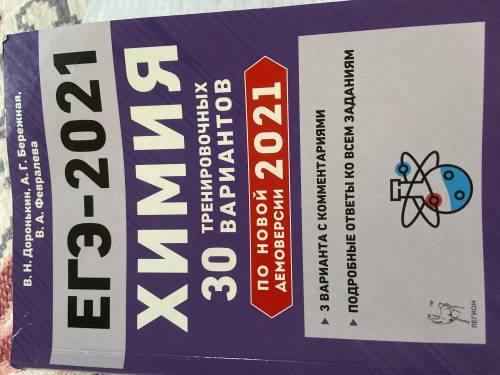 В. Н. Доронькин, А. Г. Бережная,
В. А. Февралева
ЕГЭ-2021
ХИМИЯ
30 ТРЕНИРОВОЧНЫХ
ВАРИАНТОВ
ПО НОВОЙ
ДЕМОВЕРСИИ 2021
3 ВАРИАНТА С КОММЕНТАРИЯМИ
ПОДРОБНЫЕ ОТВЕТЫ КО ВСЕМ ЗАДАНИЯМ
ЛЕГИОН
TM